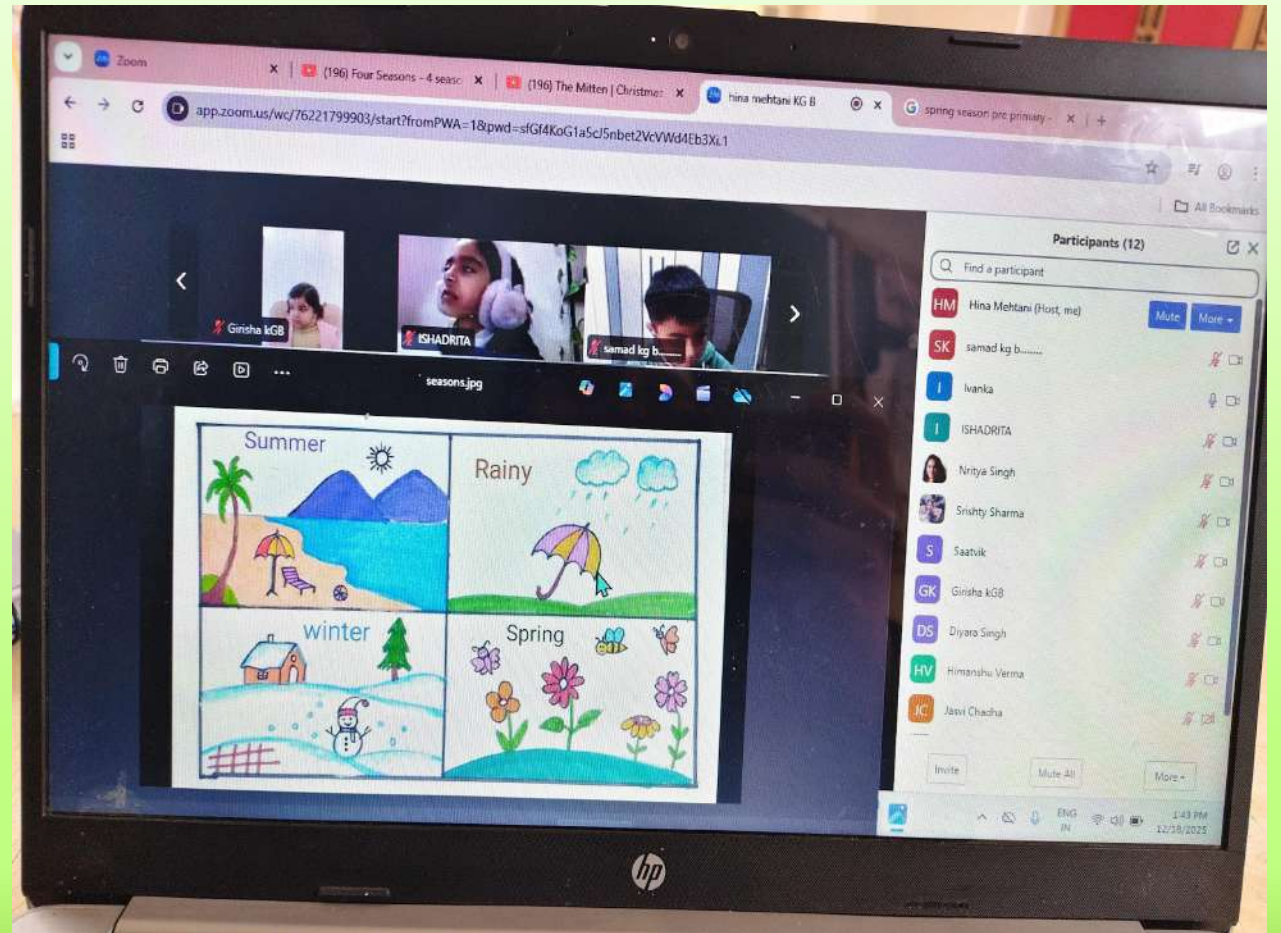 Zoom
(196) Four Seasons - 4 seasc
(196) The Mitten | Christmas
hina mehtani KG B
spring season pre primary -
app.zoom.us/wc/76221799903/start?fromPWA=1&pwd=
All Bookmarks
Girisha kGB
ISHADRITA
samad kg b........
seasons.jpg
Summer
Rainy
winter
Spring
Participants (12)
Find a participant
HM Hina Mehtani (Host, me) Mute More
SK samad kg b........
I Ivanka
I ISHADRITA
Nritya Singh
Srishty Sharma
S Saatvik
GK Girisha kGB
DS Diyara Singh
HV Himanshu Verma
JC Jasvi Chadha
Invite Mute All More
ENG
IN
1:43 PM
12/18/2025
hp